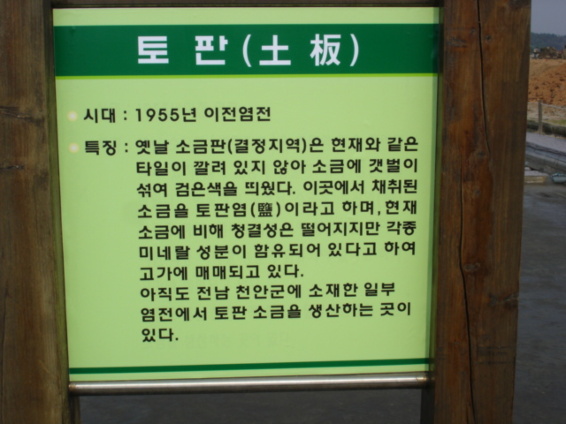 토 판 (土 板)
시대 : 1955년 이전염전
특징 : 옛날 소금판(결정지역)은 현재와 같은
타일이 깔려 있지 않아 소금에 갯벌이
섞여 검은색을 띄웠다. 이곳에서 채취된
소금을 토판염(鹽)이라고 하며, 현재
소금에 비해 청결성은 떨어지지만 각종
미네랄 성분이 함유되어 있다고 하여
고가에 매매되고 있다.
아직도 전남 천안군에 소재한 일부
염전에서 토판 소금을 생산하는 곳이
있다.